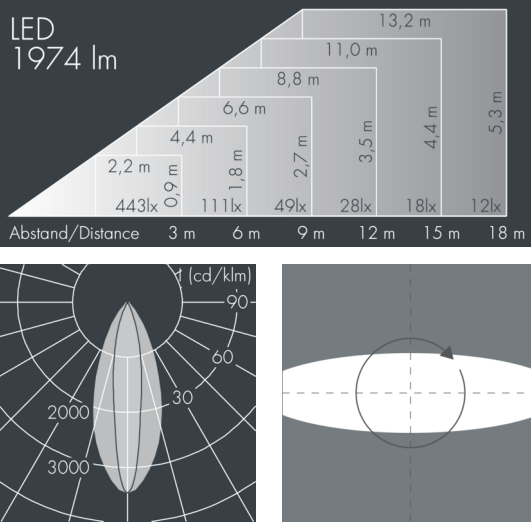 LED
1974 lm
13,2 m
11,0 m
8,8 m
6,6 m
4,4 m
2,2 m
0,9 m
1,8 m
2,7 m
3,5 m
4,4 m
5,3 m
443lx 111lx 49lx 28lx 18lx 12lx
Abstand/Distance 3 m 6 m 9 m 12 m 15 m 18 m
(cd/klm)
90
60
30
2000
3000